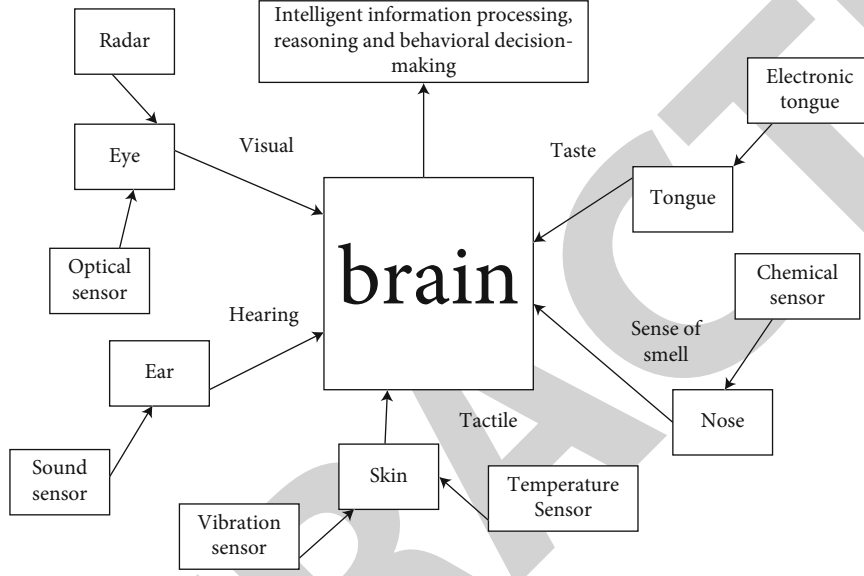 Radar
Intelligent information processing,
reasoning and behavioral decision-
making
Electronic
tongue
Eye
Visual
Taste
Tongue
brain
Optical
sensor
Chemical
sensor
Hearing
Sense of
smell
Ear
Nose
Tactile
Sound
sensor
Skin
Temperature
Sensor
Vibration
sensor